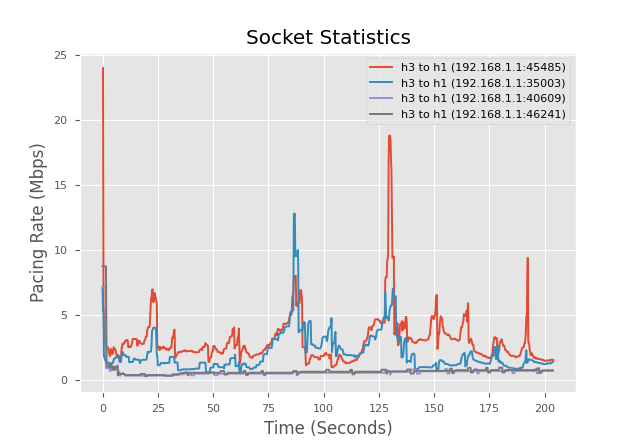 Socket Statistics
25
20
15
10
5
0
Pacing Rate (Mbps)
h3 to h1 (192.168.1.1:45485)
h3 to h1 (192.168.1.1:35003)
h3 to h1 (192.168.1.1:40609)
h3 to h1 (192.168.1.1:46241)
0 25 50 75 100 125 150 175 200
Time (Seconds)